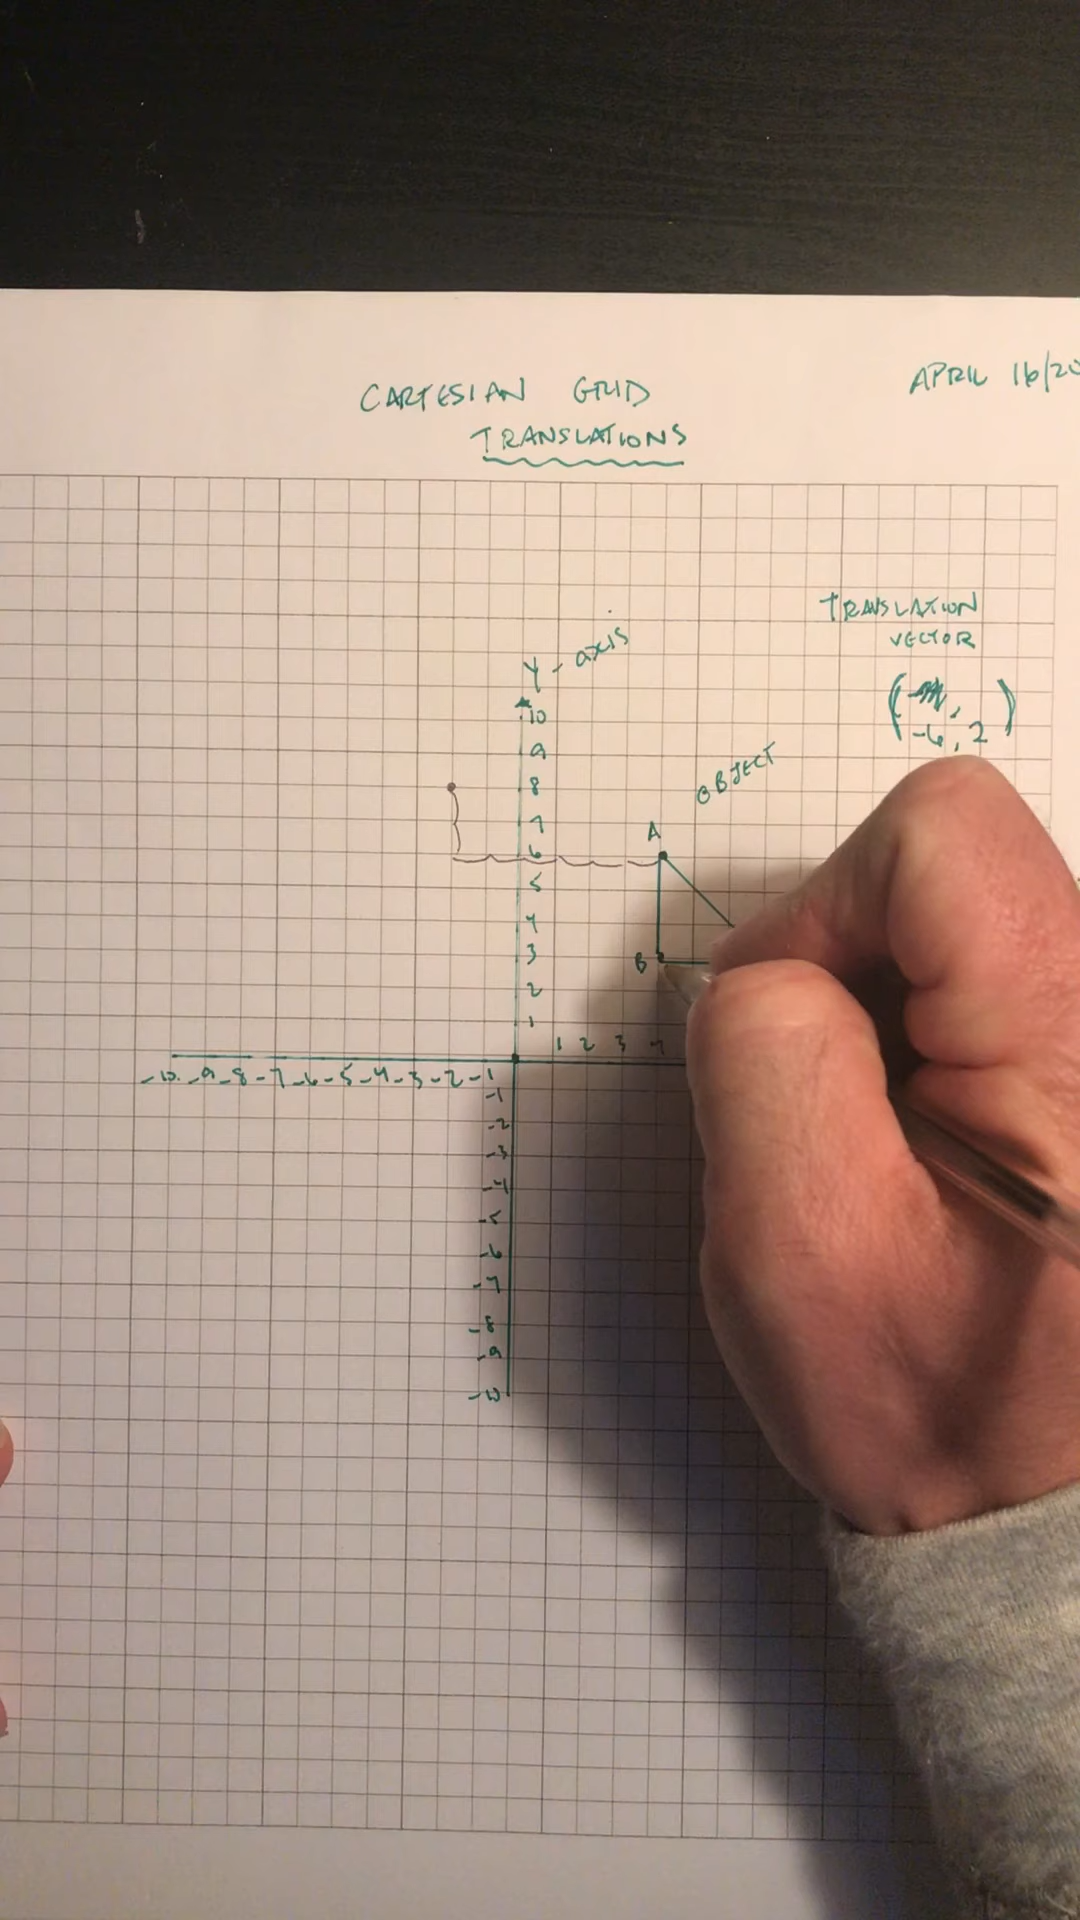 CARTESIAN GRID
APRIL 16/20
TRANSLATIONS
TRANSLATION
VECTOR
Y - axis
( , )
-6, 2
10
9
OBJECT
8
7
A
6
5
4
3
B
2
1
1 2 3 4
-10 -9 -8 -7 -6 -5 -4 -3 -2 -1
-1
-2
-3
-4
-5
-6
-7
-8
-9
-10